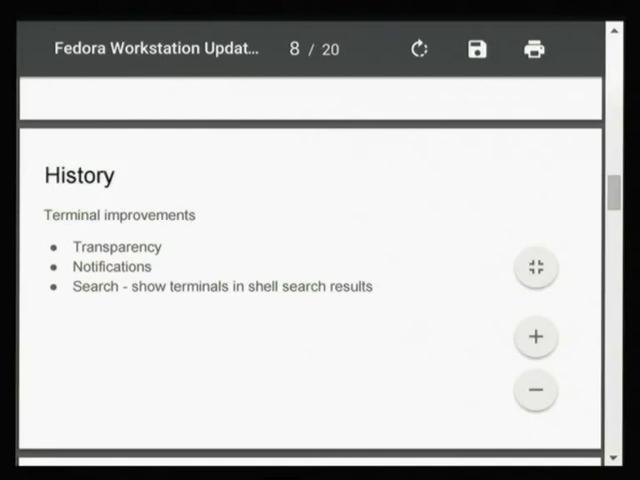 Fedora Workstation Updat... 8 / 20
History
Terminal improvements
● Transparency
● Notifications
● Search - show terminals in shell search results